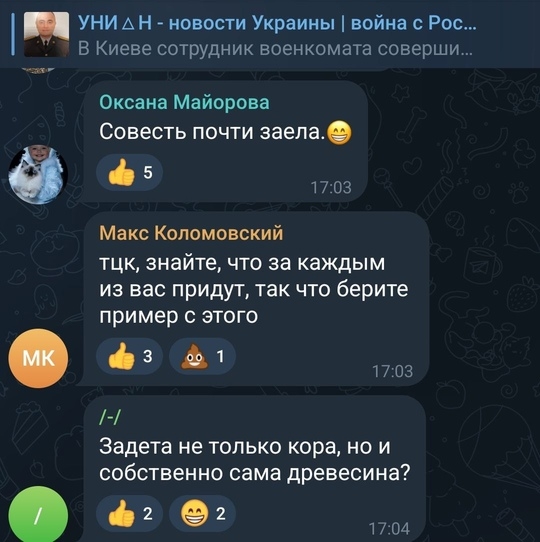 УНИ△Н - новости Украины | война с Рос...
В Киеве сотрудник военкомата соверши...
Оксана Майорова
Совесть почти заела.😁
👍 5
17:03
Макс Коломовский
тцк, знайте, что за каждым
из вас придут, так что берите
пример с этого
МК
👍 3 💩 1
17:03
/-/
Задета не только кора, но и
собственно сама древесина?
/
👍 2 😁 2
17:04